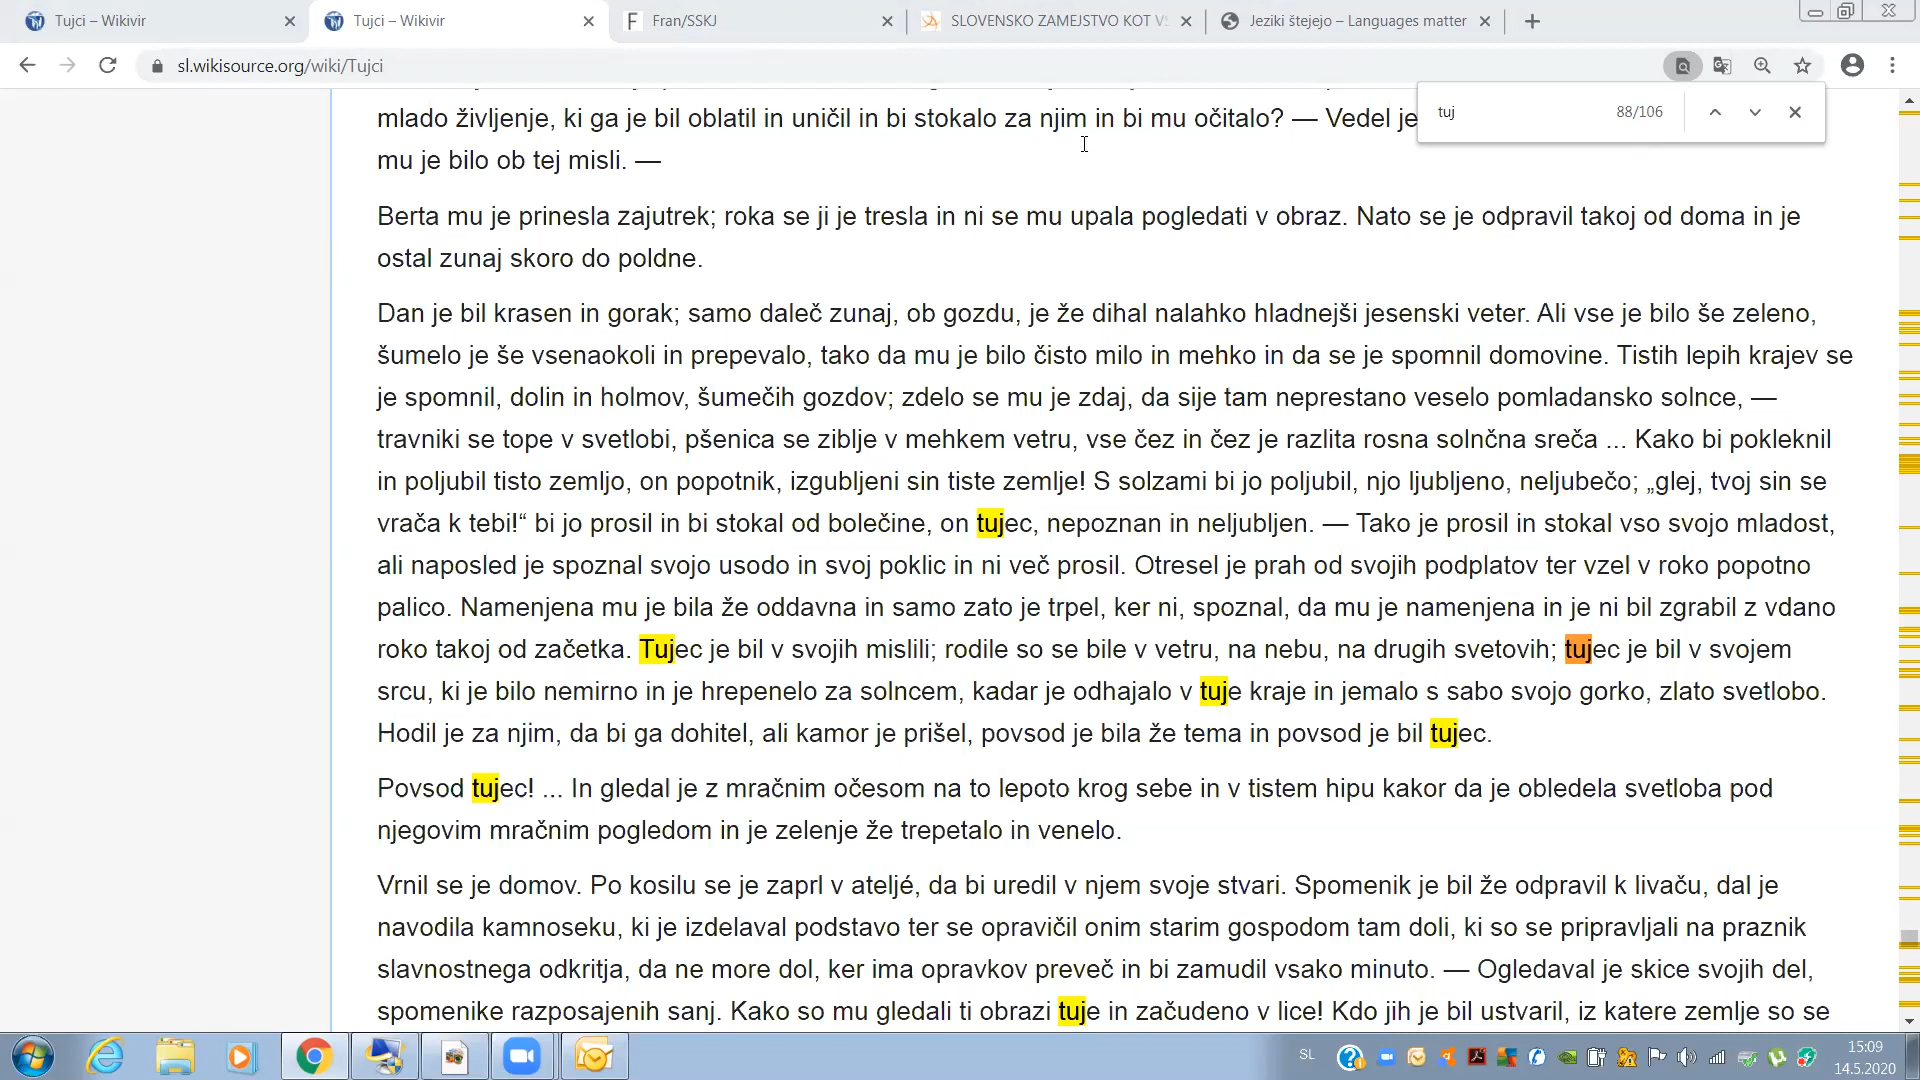 Tujci – Wikivir
Tujci – Wikivir
Fran/SSKJ
SLOVENSKO ZAMEJSTVO KOT VS
Jeziki štejejo – Languages matter
sl.wikisource.org/wiki/Tujci
tuj
88/106
mlado življenje, ki ga je bil oblatil in uničil in bi stokalo za njim in bi mu očitalo? — Vedel je
mu je bilo ob tej misli. —
Berta mu je prinesla zajutrek; roka se ji je tresla in ni se mu upala pogledati v obraz. Nato se je odpravil takoj od doma in je
ostal zunaj skoro do poldne.
Dan je bil krasen in gorak; samo daleč zunaj, ob gozdu, je že dihal nalahko hladnejši jesenski veter. Ali vse je bilo še zeleno,
šumelo je še vsenaokoli in prepevalo, tako da mu je bilo čisto milo in mehko in da se je spomnil domovine. Tistih lepih krajev se
je spomnil, dolin in holmov, šumečih gozdov; zdelo se mu je zdaj, da sije tam neprestano veselo pomladansko solnce, —
travniki se tope v svetlobi, pšenica se ziblje v mehkem vetru, vse čez in čez je razlita rosna solnčna sreča ... Kako bi pokleknil
in poljubil tisto zemljo, on popotnik, izgubljeni sin tiste zemlje! S solzami bi jo poljubil, njo ljubljeno, neljubečo; „glej, tvoj sin se
vrača k tebi!“ bi jo prosil in bi stokal od bolečine, on tujec, nepoznan in neljubljen. — Tako je prosil in stokal vso svojo mladost,
ali naposled je spoznal svojo usodo in svoj poklic in ni več prosil. Otresel je prah od svojih podplatov ter vzel v roko popotno
palico. Namenjena mu je bila že oddavna in samo zato je trpel, ker ni, spoznal, da mu je namenjena in je ni bil zgrabil z vdano
roko takoj od začetka. Tujec je bil v svojih mislili; rodile so se bile v vetru, na nebu, na drugih svetovih; tujec je bil v svojem
srcu, ki je bilo nemirno in je hrepenelo za solncem, kadar je odhajalo v tuje kraje in jemalo s sabo svojo gorko, zlato svetlobo.
Hodil je za njim, da bi ga dohitel, ali kamor je prišel, povsod je bila že tema in povsod je bil tujec.
Povsod tujec! ... In gledal je z mračnim očesom na to lepoto krog sebe in v tistem hipu kakor da je obledela svetloba pod
njegovim mračnim pogledom in je zelenje že trepetalo in venelo.
Vrnil se je domov. Po kosilu se je zaprl v ateljé, da bi uredil v njem svoje stvari. Spomenik je bil že odpravil k livaču, dal je
navodila kamnoseku, ki je izdelaval podstavo ter se opravičil onim starim gospodom tam doli, ki so se pripravljali na praznik
slavnostnega odkritja, da ne more dol, ker ima opravkov preveč in bi zamudil vsako minuto. — Ogledaval je skice svojih del,
spomenike razposajenih sanj. Kako so mu gledali ti obrazi tuje in začudeno v lice! Kdo jih je bil ustvaril, iz katere zemlje so se
SL
15:09
14.5.2020